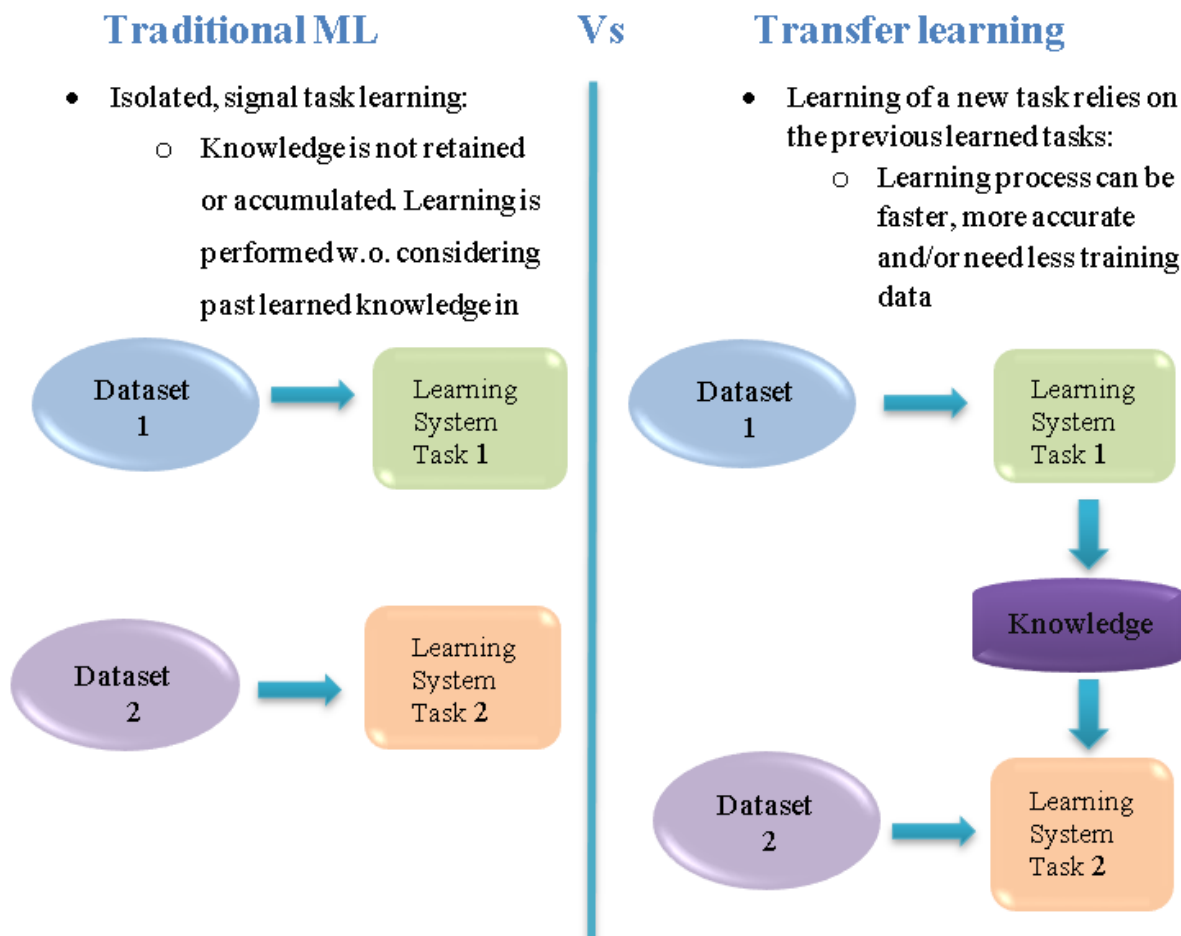 Traditional ML
Vs
Transfer learning
• Isolated, signal task learning:
○ Knowledge is not retained
or accumulated. Learning is
performed w.o. considering
past learned knowledge in
• Learning of a new task relies on
the previous learned tasks:
○ Learning process can be
faster, more accurate
and/or need less training
data
Dataset
1
Learning
System
Task 1
Dataset
2
Learning
System
Task 2
Dataset
1
Learning
System
Task 1
Knowledge
Dataset
2
Learning
System
Task 2